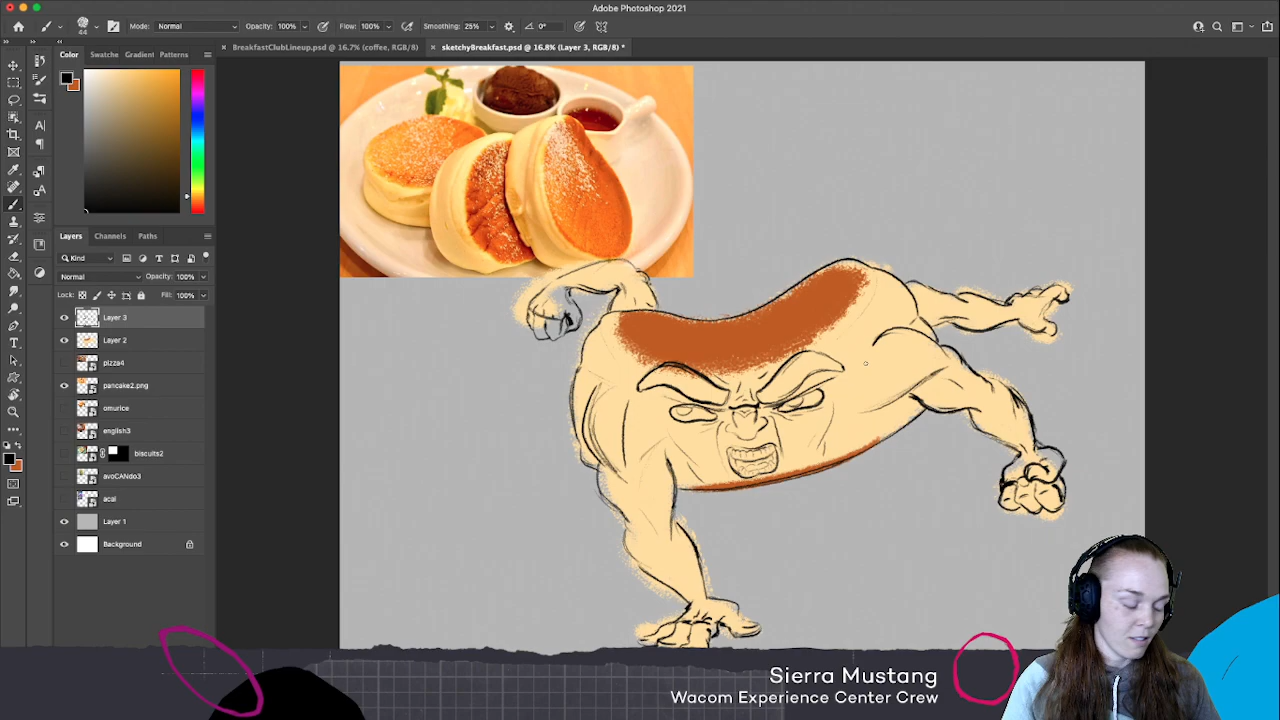 Adobe Photoshop 2021
44
Mode: Normal
Opacity: 100%
Flow: 100%
Smoothing: 25%
0°
BreakfastClubLineup.psd @ 16.7% (coffee, RGB/8)
sketchyBreakfast.psd @ 16.8% (Layer 3, RGB/8) *
Color
Swatche
Gradient
Patterns
Layers
Channels
Paths
Kind
Normal
Opacity: 100%
Lock:
Fill: 100%
Layer 3
Layer 2
pizza4
pancake2.png
omurice
english3
biscuits2
avoCANdo3
acai
Layer 1
Background
Sierra Mustang
Wacom Experience Center Crew